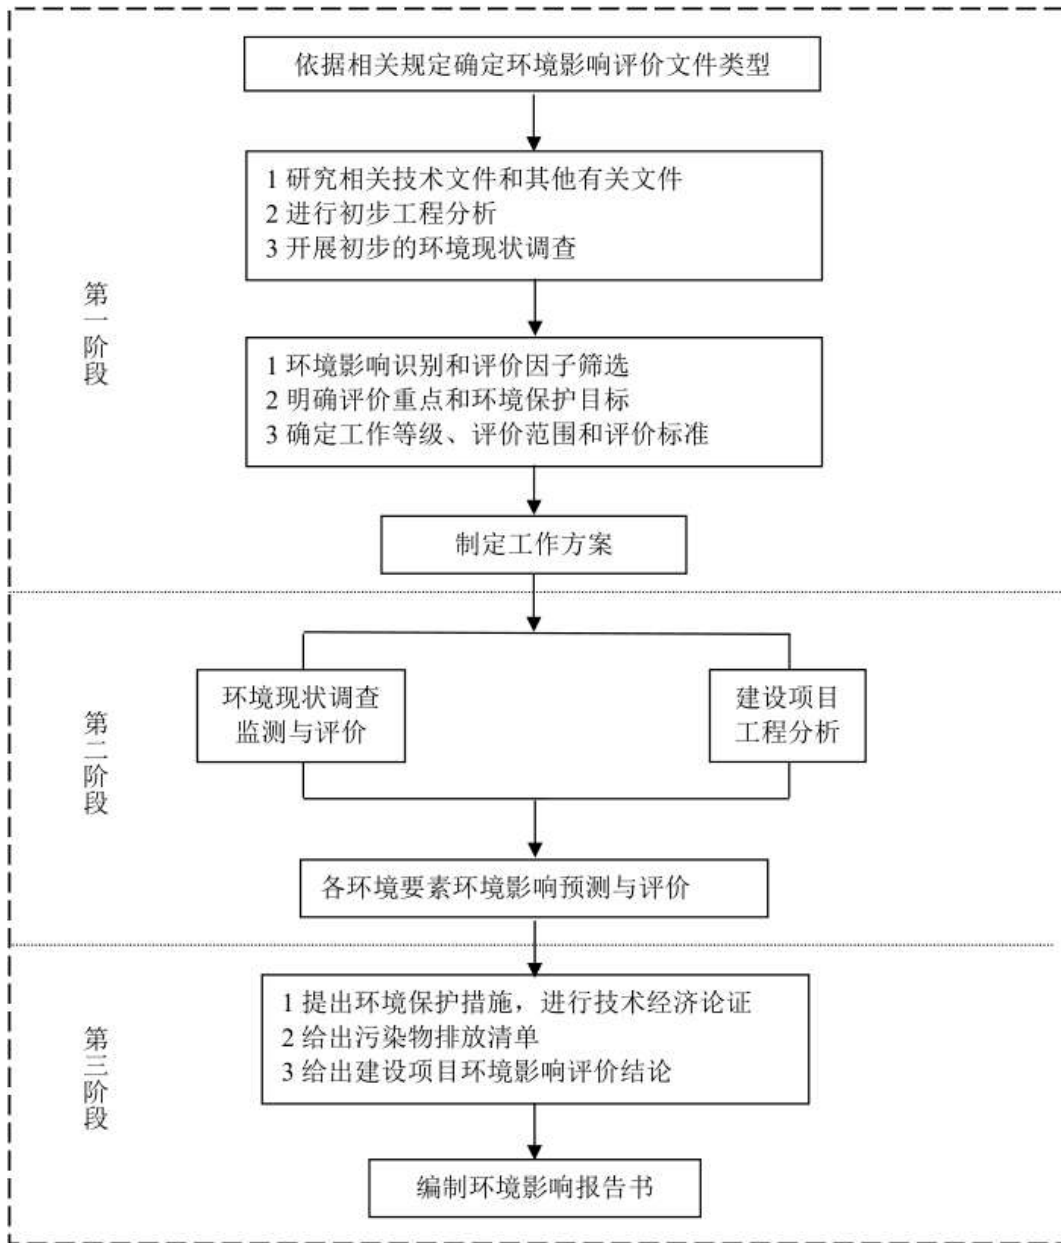 依据相关规定确定环境影响评价文件类型
1 研究相关技术文件和其他有关文件
2 进行初步工程分析
3 开展初步的环境现状调查
第一阶段
1 环境影响识别和评价因子筛选
2 明确评价重点和环境保护目标
3 确定工作等级、评价范围和评价标准
制定工作方案
环境现状调查
监测与评价
建设项目
工程分析
第二阶段
各环境要素环境影响预测与评价
1 提出环境保护措施，进行技术经济论证
2 给出污染物排放清单
3 给出建设项目环境影响评价结论
第三阶段
编制环境影响报告书